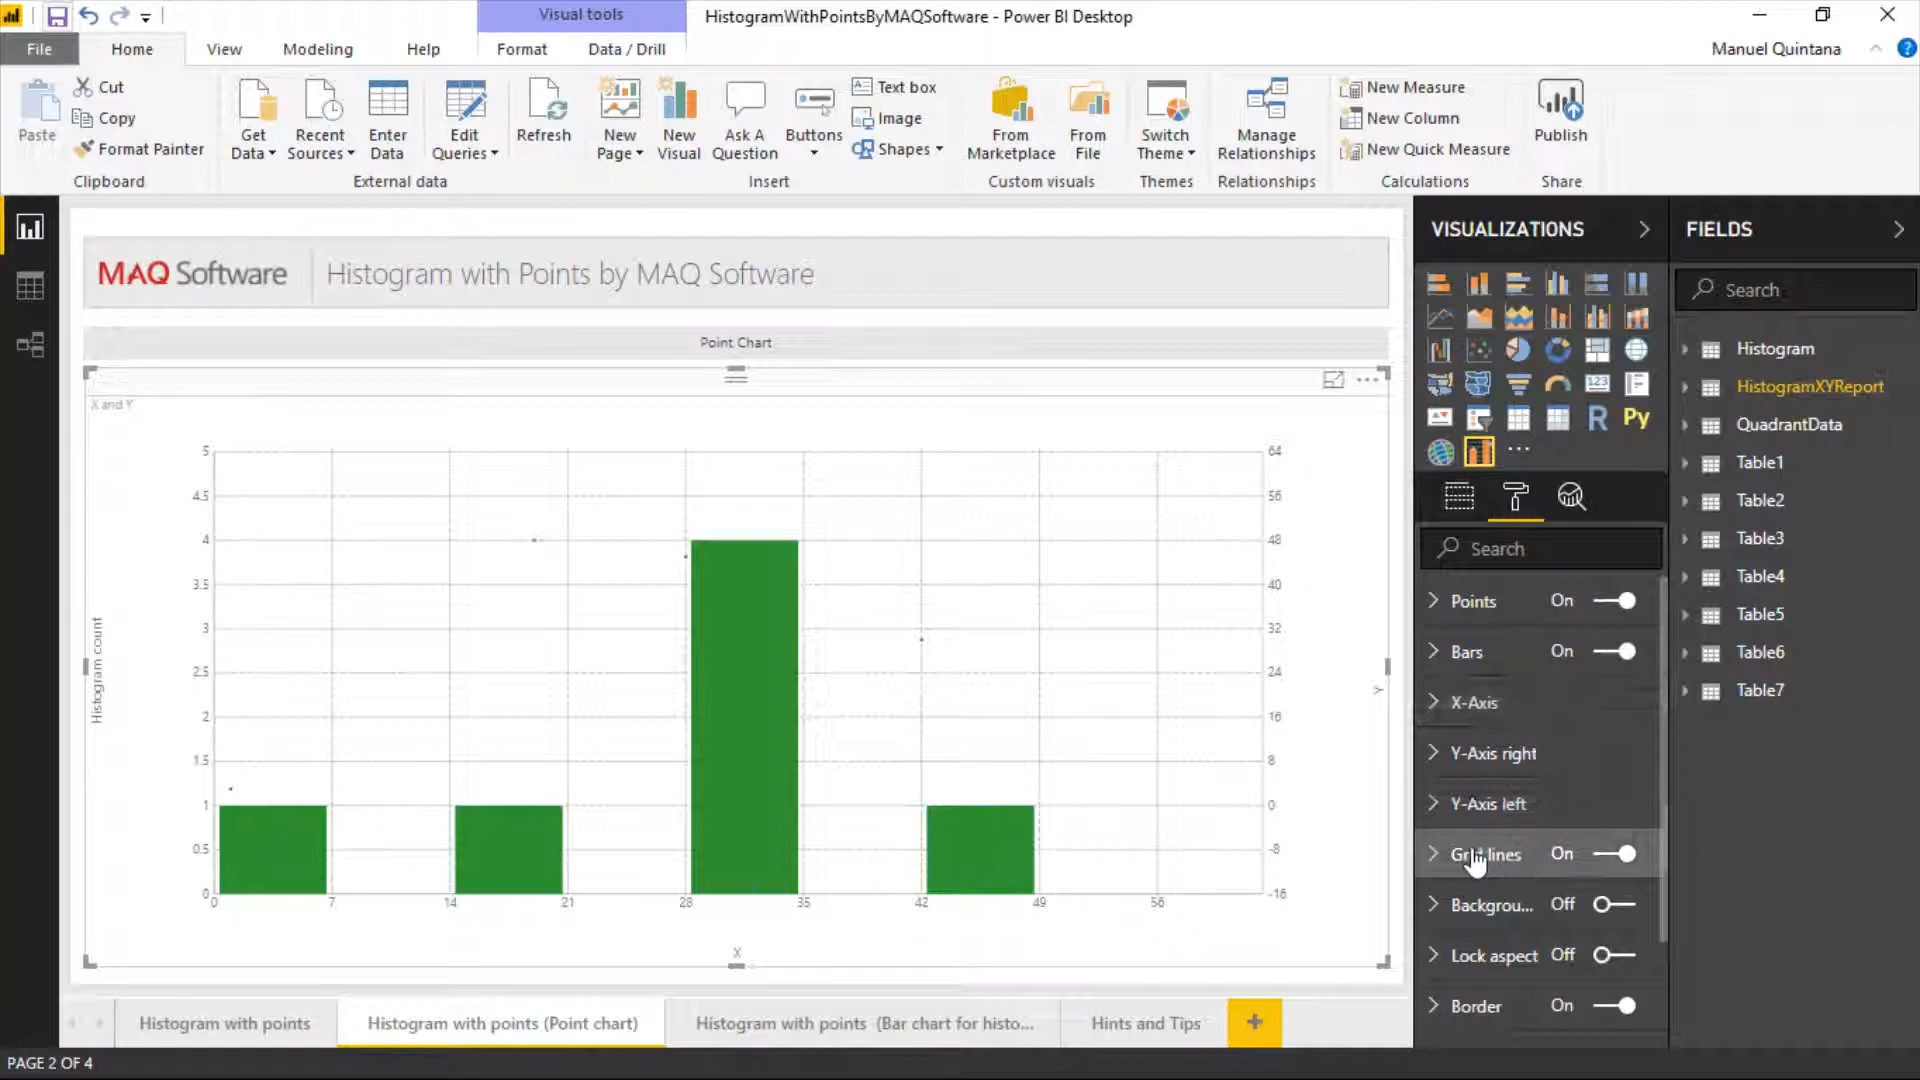 Visual tools
HistogramWithPointsByMAQSoftware - Power BI Desktop
File
Home
View
Modeling
Help
Format
Data / Drill
Manuel Quintana
?
Paste
Cut
Copy
Format Painter
Clipboard
Get
Data
Recent
Sources
Enter
Data
Edit
Queries
Refresh
External data
New
Page
New
Visual
Ask A
Question
Buttons
Text box
Image
Shapes
Insert
From
Marketplace
From
File
Custom visuals
Switch
Theme
Themes
Manage
Relationships
Relationships
New Measure
New Column
New Quick Measure
Calculations
Publish
Share
MAQ Software
Histogram with Points by MAQ Software
Point Chart
X and Y
Histogram count
5
4.5
4
3.5
3
2.5
2
1.5
1
0.5
0
64
56
48
40
32
24
16
8
0
-8
-16
Y
0
7
14
21
28
35
42
49
56
X
VISUALIZATIONS
123
R
Py
Search
Points On
Bars On
X-Axis
Y-Axis right
Y-Axis left
Gridlines On
Backgrou... Off
Lock aspect Off
Border On
FIELDS
Search
Histogram
HistogramXYReport
QuadrantData
Table1
Table2
Table3
Table4
Table5
Table6
Table7
Histogram with points
Histogram with points (Point chart)
Histogram with points (Bar chart for histo...
Hints and Tips
+
PAGE 2 OF 4